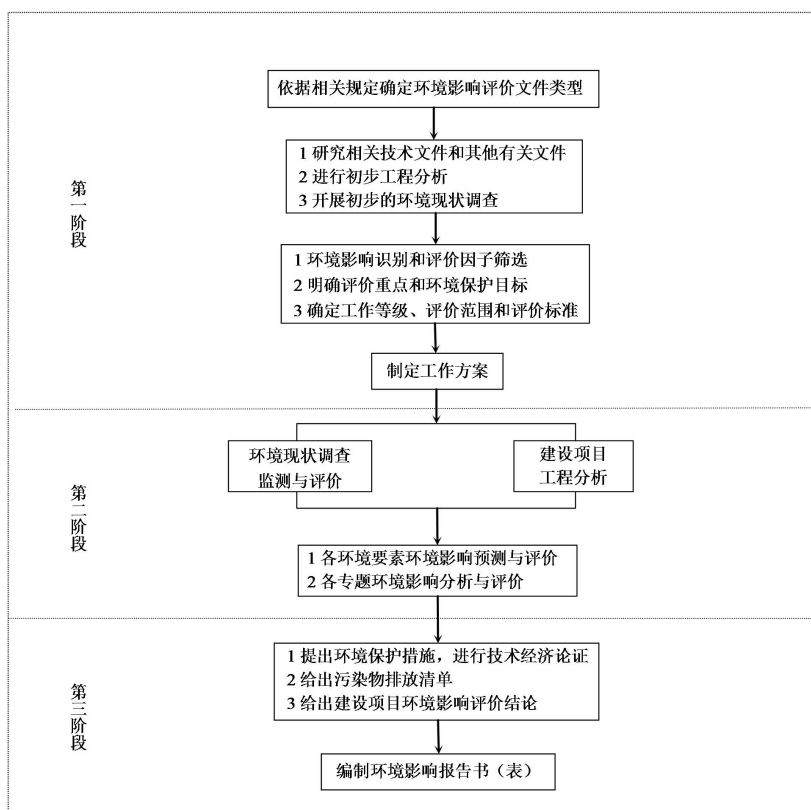 依据相关规定确定环境影响评价文件类型
1 研究相关技术文件和其他有关文件
2 进行初步工程分析
3 开展初步的环境现状调查
第一阶段
1 环境影响识别和评价因子筛选
2 明确评价重点和环境保护目标
3 确定工作等级、评价范围和评价标准
制定工作方案
环境现状调查
监测与评价
建设项目
工程分析
第二阶段
1 各环境要素环境影响预测与评价
2 各专题环境影响分析与评价
1 提出环境保护措施，进行技术经济论证
2 给出污染物排放清单
3 给出建设项目环境影响评价结论
第三阶段
编制环境影响报告书（表）